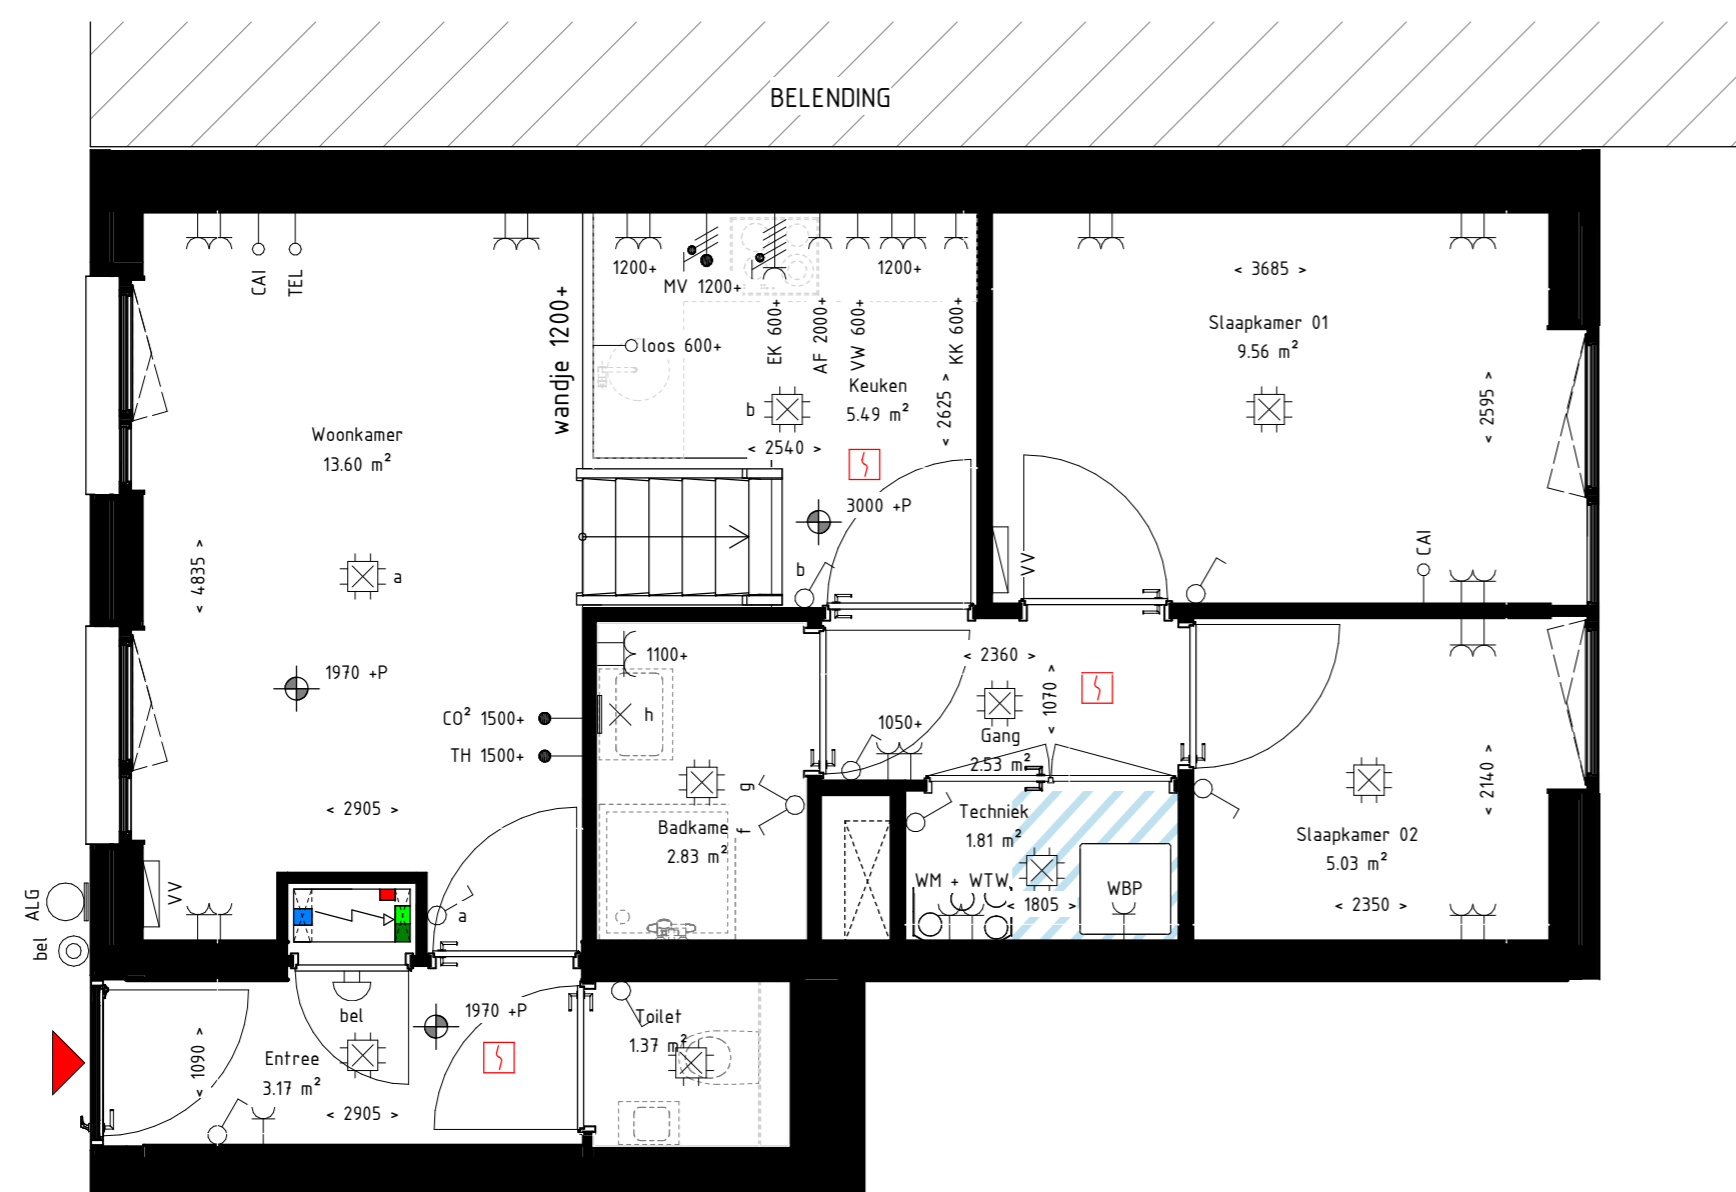 BELENDING
CAI
TEL
wandje 1200+
1200+
MV 1200+
1200+
loos 600+
EK 600+
AF 2000+
VW 600+
KK 600+
Keuken
5.49 m²
b
< 2540 >
< 2625 >
3000 +P
b
< 3685 >
Slaapkamer 01
9.56 m²
< 2595 >
CAI
VV
Woonkamer
13.60 m²
< 4835 >
a
1970 +P
CO² 1500+
TH 1500+
< 2905 >
VV
a
1100+
h
g
f
Badkame
2.83 m²
< 2360 >
< 1070 >
1050+
Gang
2.53 m²
Techniek
1.81 m²
WM + WTW
< 1805 >
WBP
Slaapkamer 02
5.03 m²
< 2140 >
< 2350 >
ALG
bel
bel
1970 +P
Entree
3.17 m²
< 1090 >
< 2905 >
Toilet
1.37 m²